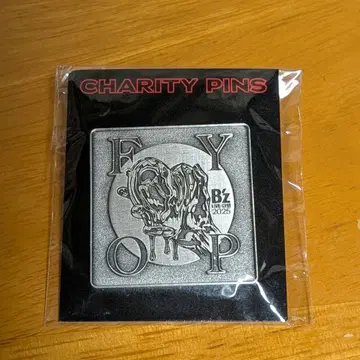 CHARITY PINS
F Y
B'z
LIVE-GYM
2025
O P